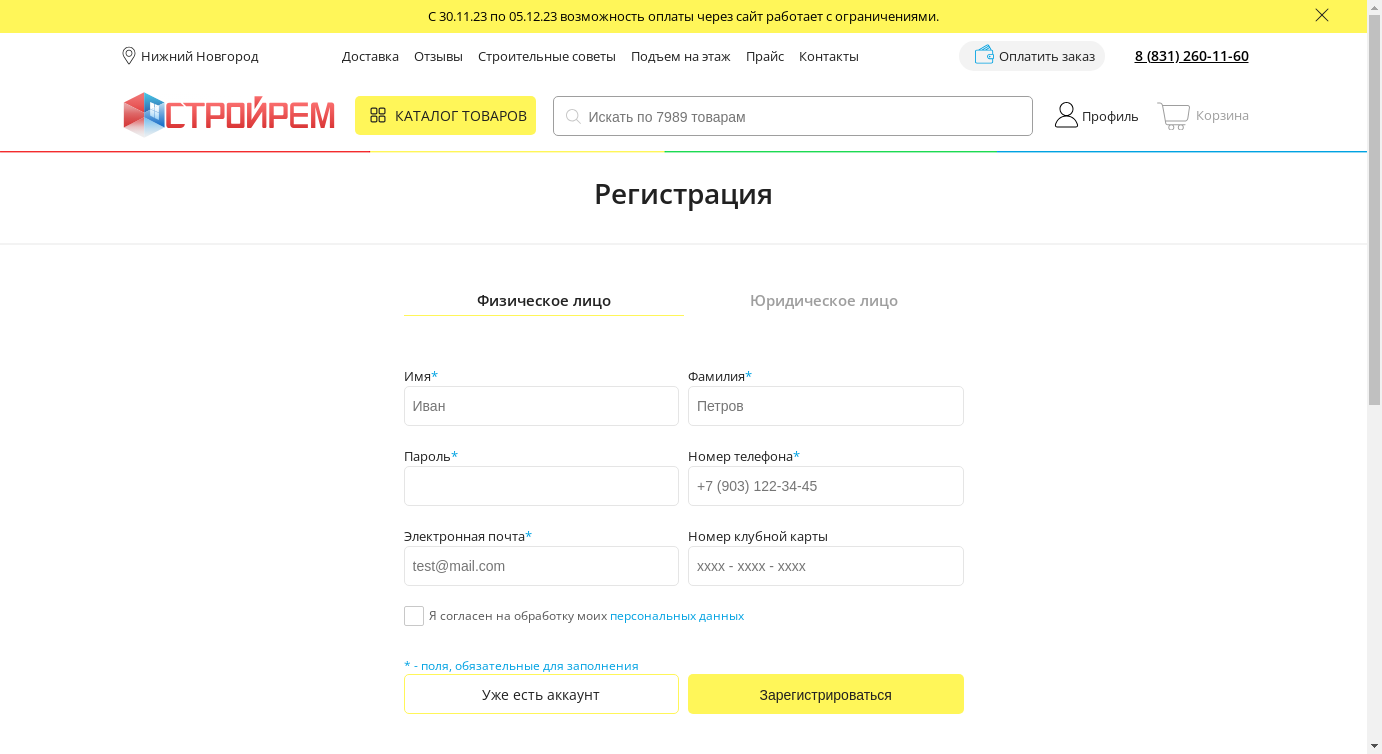 С 30.11.23 по 05.12.23 возможность оплаты через сайт работает с ограничениями.
Нижний Новгород Доставка Отзывы Строительные советы Подъем на этаж Прайс Контакты Оплатить заказ 8 (831) 260-11-60
СТРОЙРЕМ КАТАЛОГ ТОВАРОВ Искать по 7989 товарам Профиль Корзина
Регистрация
Физическое лицо Юридическое лицо
Имя* Фамилия*
Иван Петров
Пароль* Номер телефона*
+7 (903) 122-34-45
Электронная почта* Номер клубной карты
test@mail.com xxxx - xxxx - xxxx
Я согласен на обработку моих персональных данных
* - поля, обязательные для заполнения
Уже есть аккаунт Зарегистрироваться